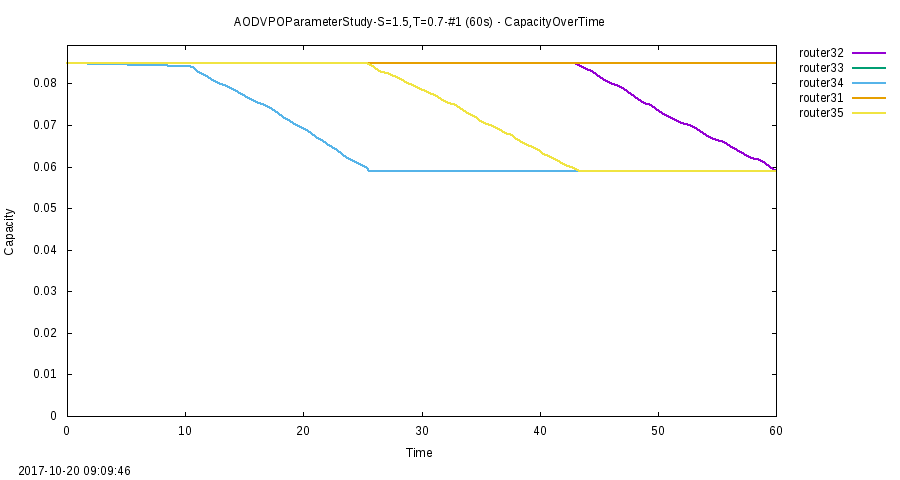 AODVPOParameterStudy-S=1.5,T=0.7-#1 (60s) - CapacityOverTime
router32
router33
router34
router31
router35
0.08
0.07
0.06
0.05
0.04
0.03
0.02
0.01
0
Capacity
0 10 20 30 40 50 60
Time
2017-10-20 09:09:46